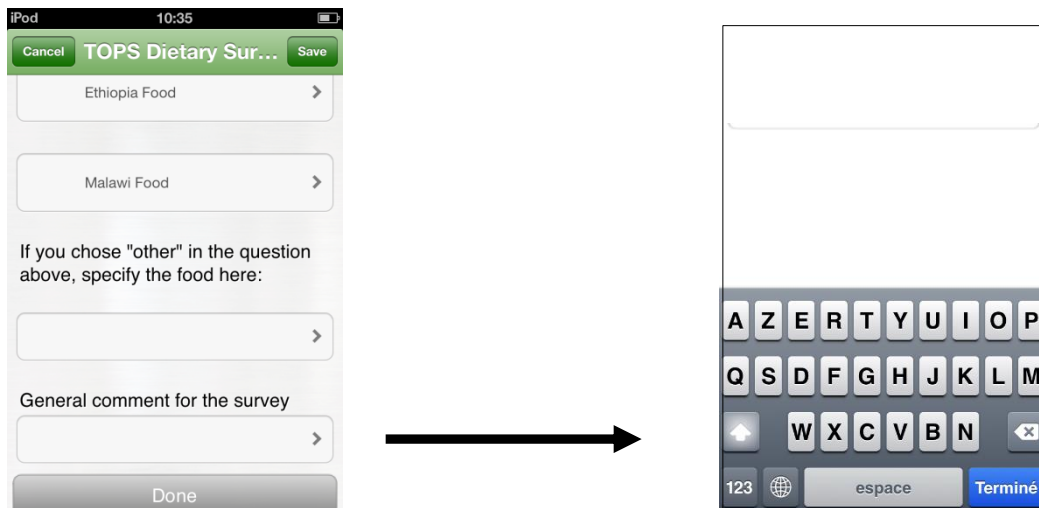 iPod 10:35
Cancel TOPS Dietary Sur... Save
Ethiopia Food
Malawi Food
If you chose "other" in the question
above, specify the food here:
General comment for the survey
Done
A Z E R T Y U I O P
Q S D F G H J K L M
W X C V B N
123 espace Terminé